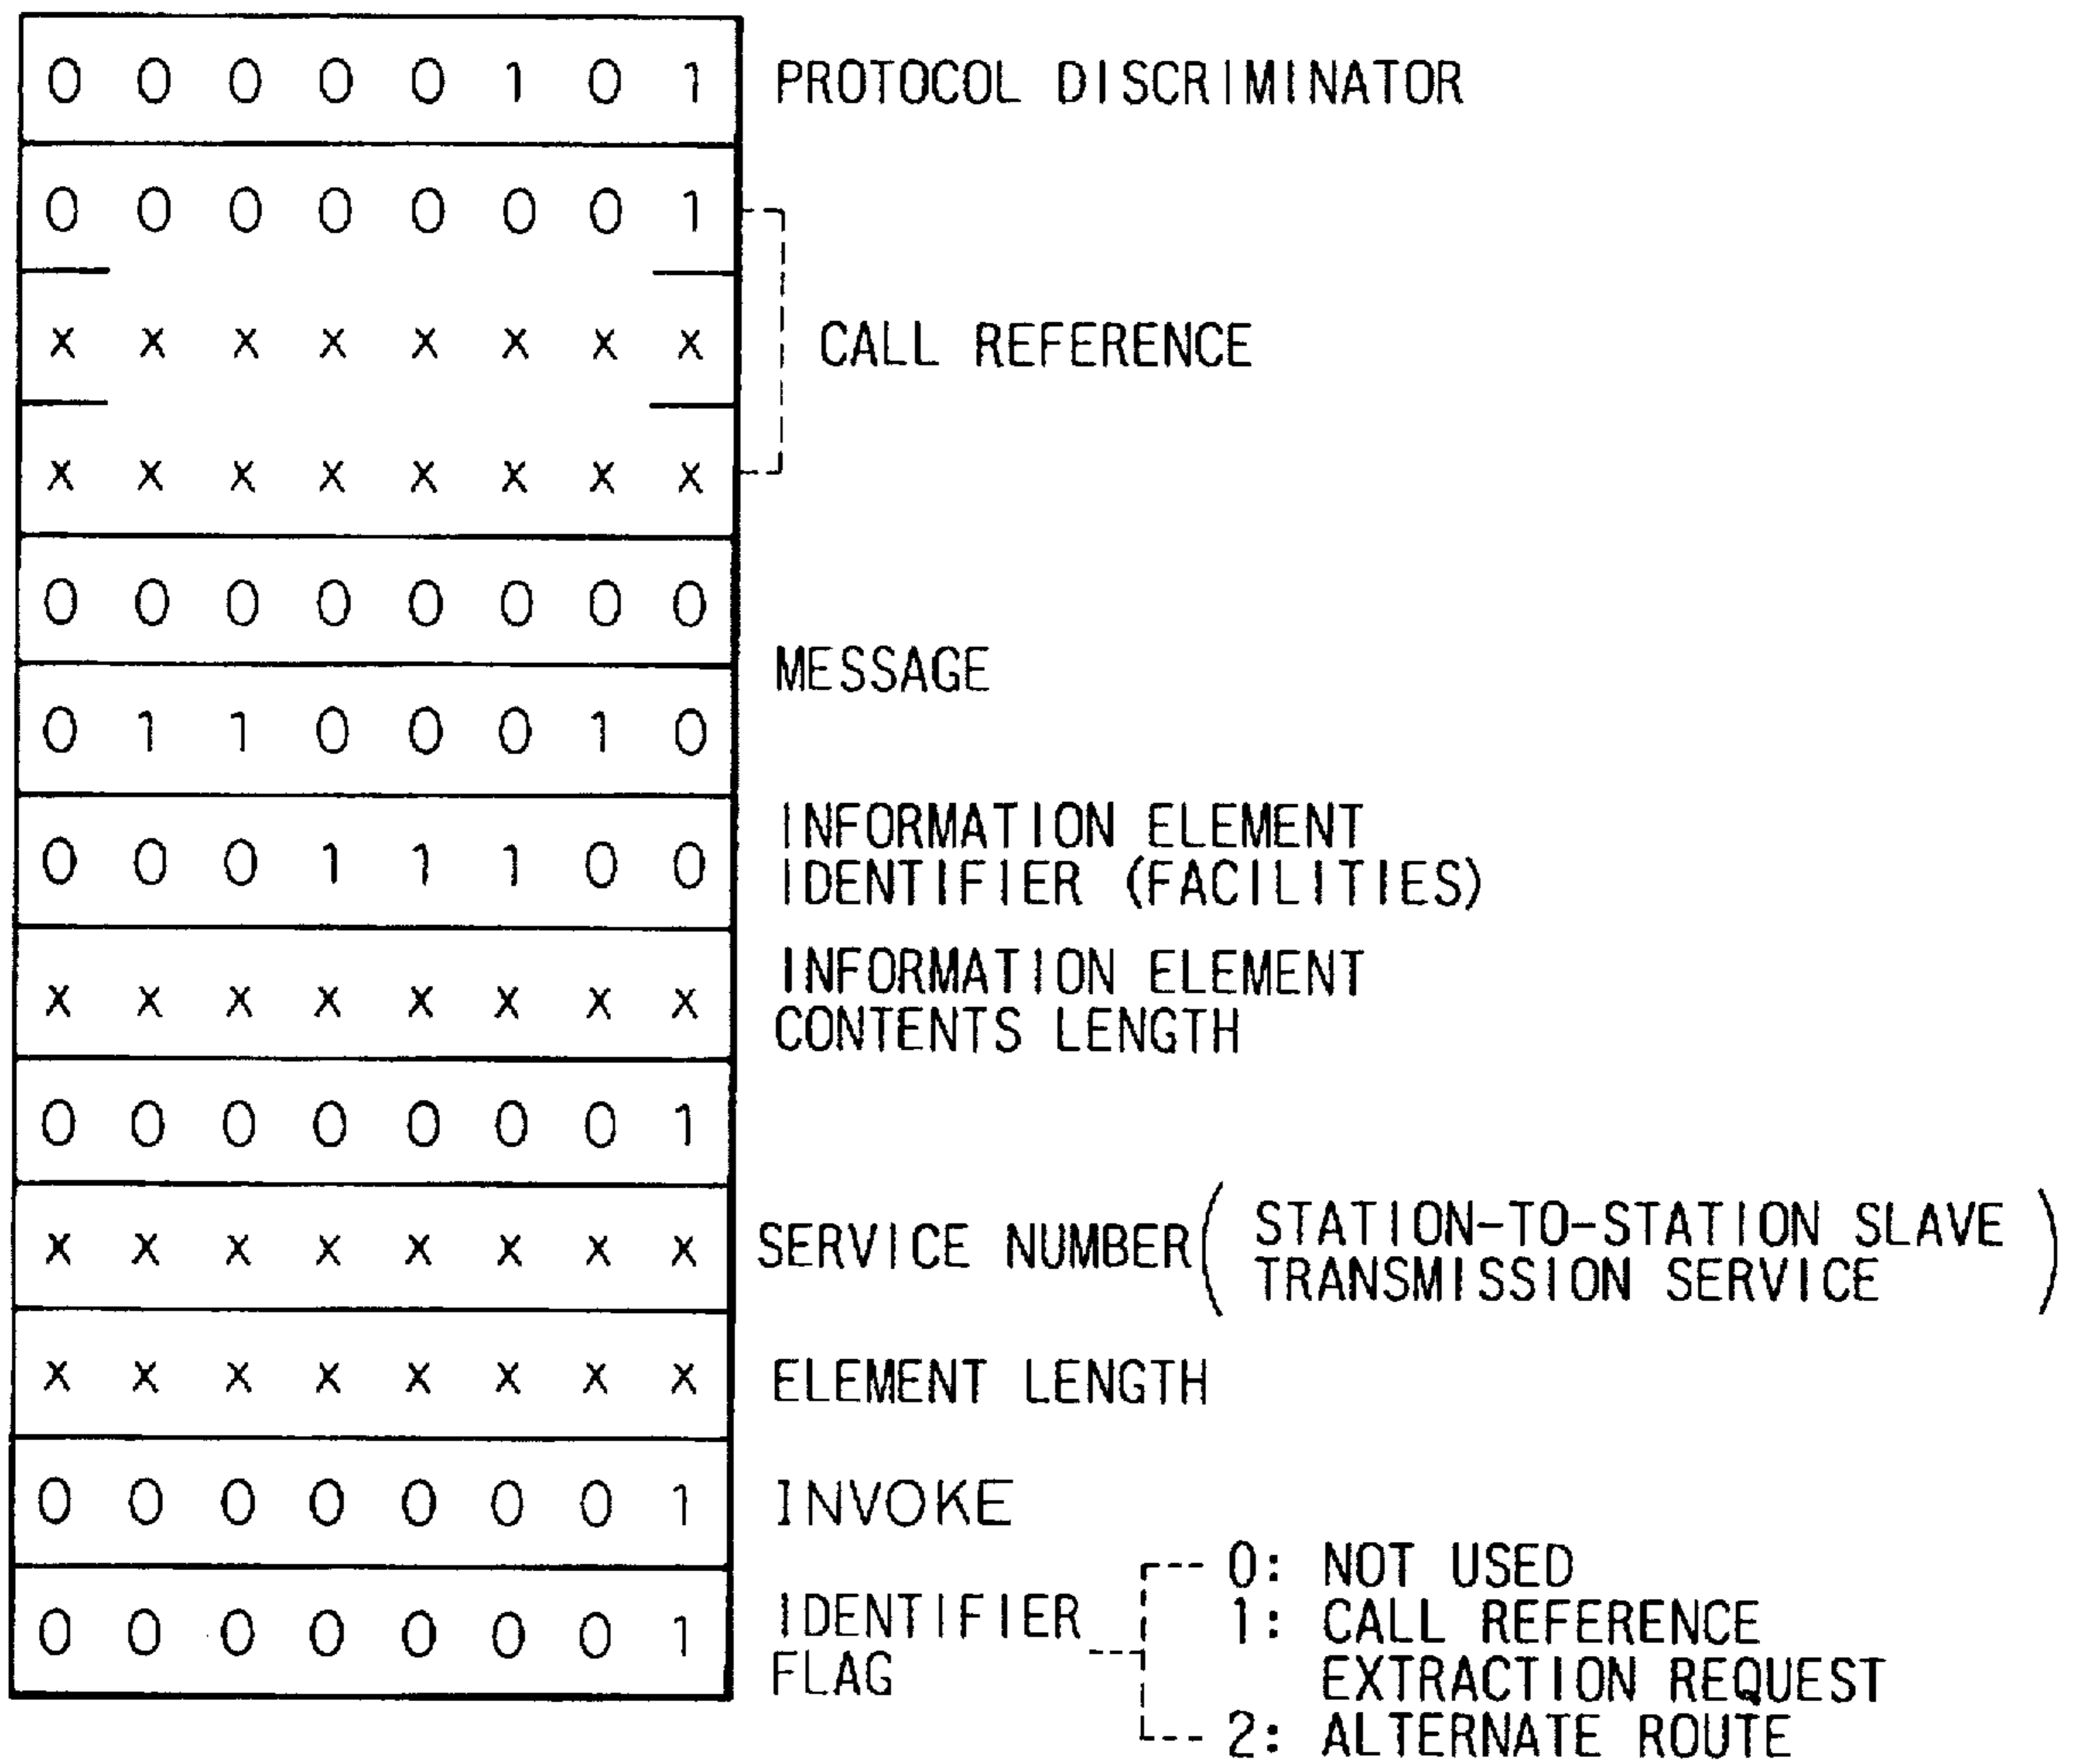 0 0 0 0 0 1 0 1 PROTOCOL DISCRIMINATOR
0 0 0 0 0 0 0 1
x x x x x x x x CALL REFERENCE
x x x x x x x x
0 0 0 0 0 0 0 0
MESSAGE
0 1 1 0 0 0 1 0
INFORMATION ELEMENT
0 0 0 1 1 1 0 0 IDENTIFIER (FACILITIES)
INFORMATION ELEMENT
x x x x x x x x CONTENTS LENGTH
0 0 0 0 0 0 0 1
x x x x x x x x SERVICE NUMBER ( STATION-TO-STATION SLAVE
TRANSMISSION SERVICE )
x x x x x x x x ELEMENT LENGTH
0 0 0 0 0 0 0 1 INVOKE
0 0 0 0 0 0 0 1 IDENTIFIER
FLAG
0: NOT USED
1: CALL REFERENCE
EXTRACTION REQUEST
2: ALTERNATE ROUTE